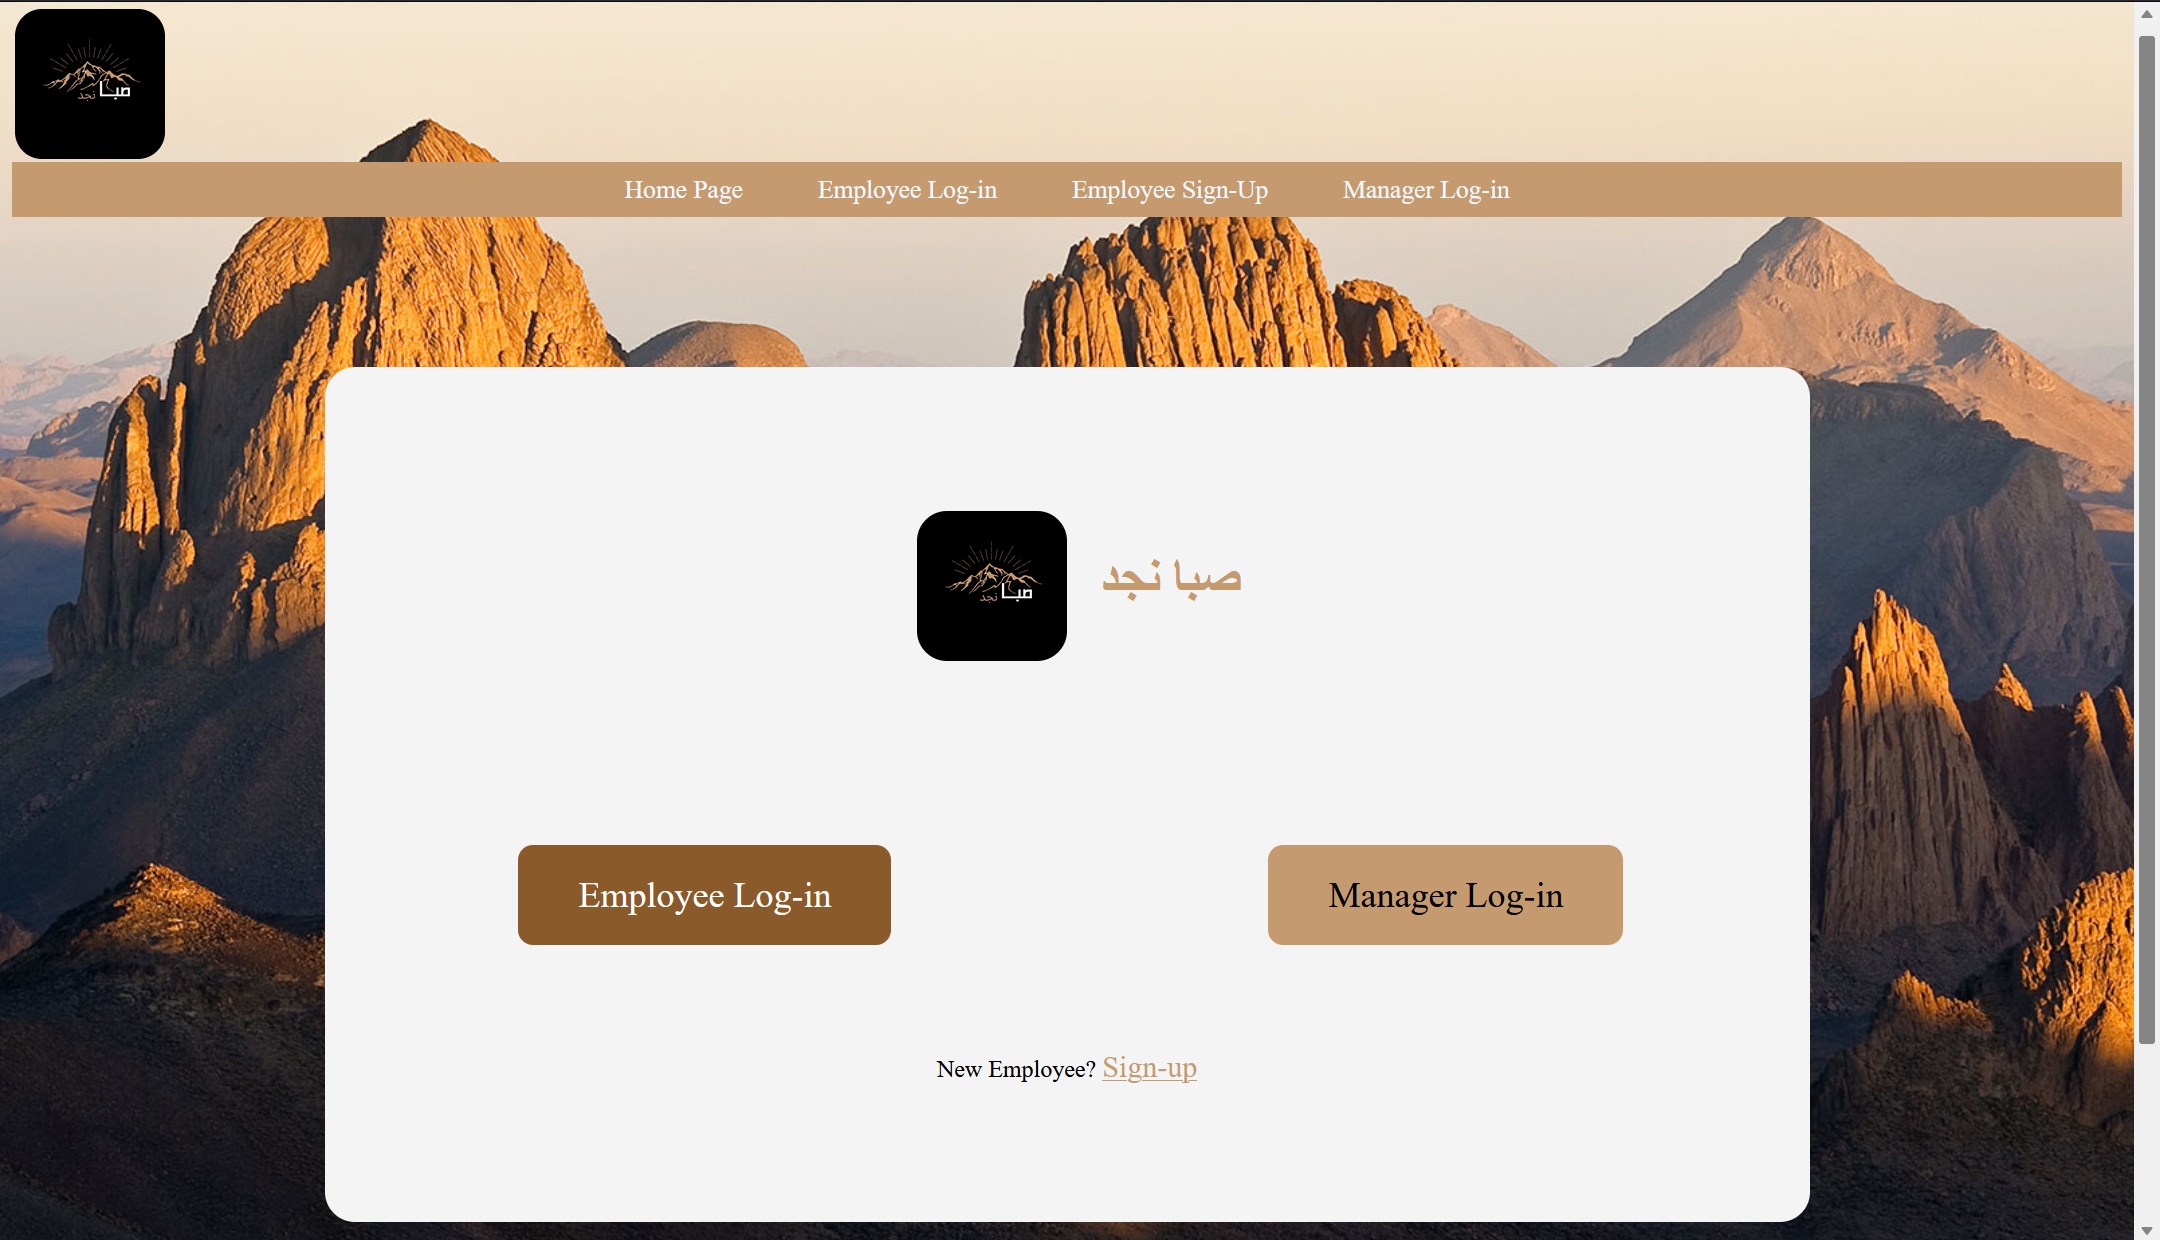 صبا
نجد
Home Page Employee Log-in Employee Sign-Up Manager Log-in
صبا
نجد
صبا نجد
Employee Log-in Manager Log-in
New Employee? Sign-up